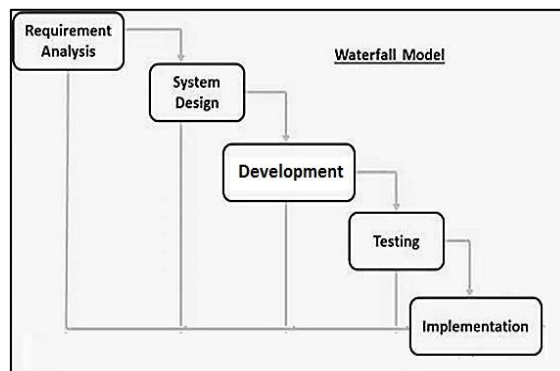 Requirement
Analysis
Waterfall Model
System
Design
Development
Testing
Implementation